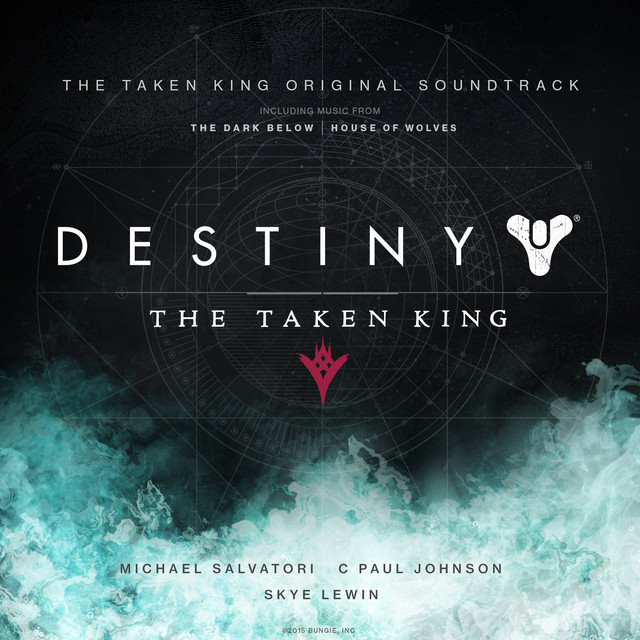 THE TAKEN KING ORIGINAL SOUNDTRACK
INCLUDING MUSIC FROM
THE DARK BELOW | HOUSE OF WOLVES
DESTINY ®
THE TAKEN KING
MICHAEL SALVATORI C PAUL JOHNSON
SKYE LEWIN
©2015 BUNGIE, INC